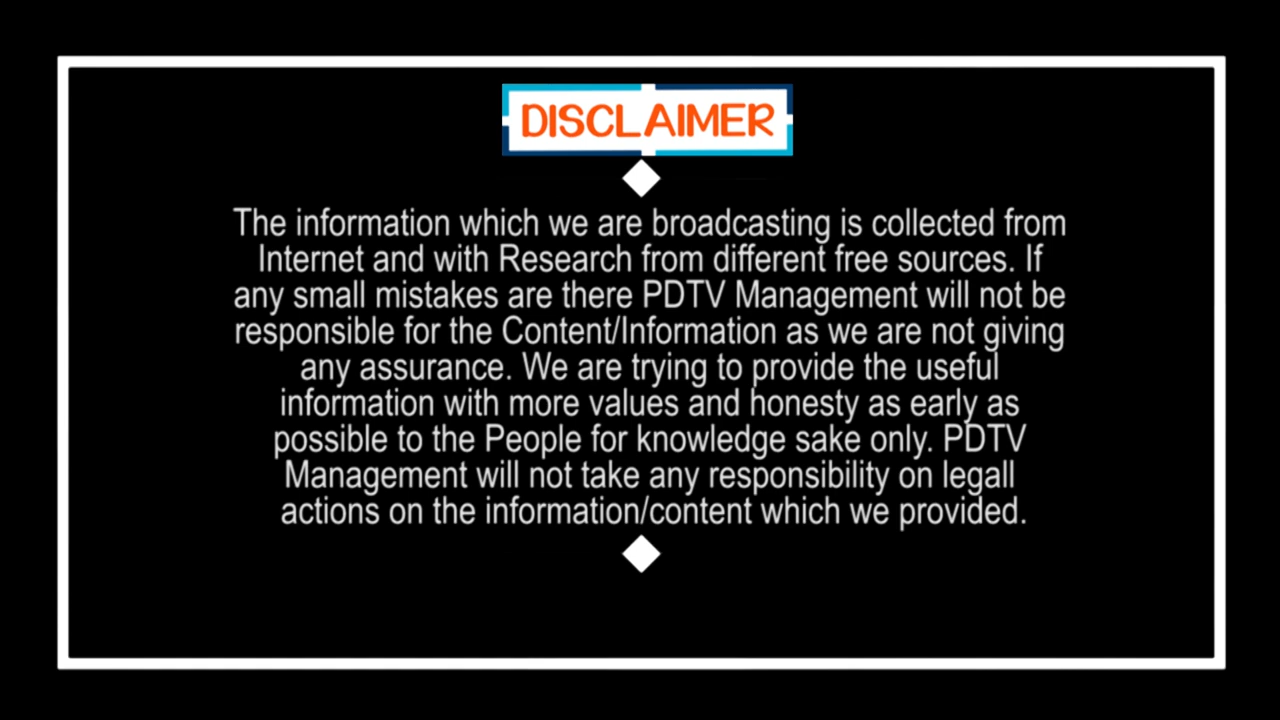 DISCLAIMER
The information which we are broadcasting is collected from
Internet and with Research from different free sources. If
any small mistakes are there PDTV Management will not be
responsible for the Content/Information as we are not giving
any assurance. We are trying to provide the useful
information with more values and honesty as early as
possible to the People for knowledge sake only. PDTV
Management will not take any responsibility on legall
actions on the information/content which we provided.